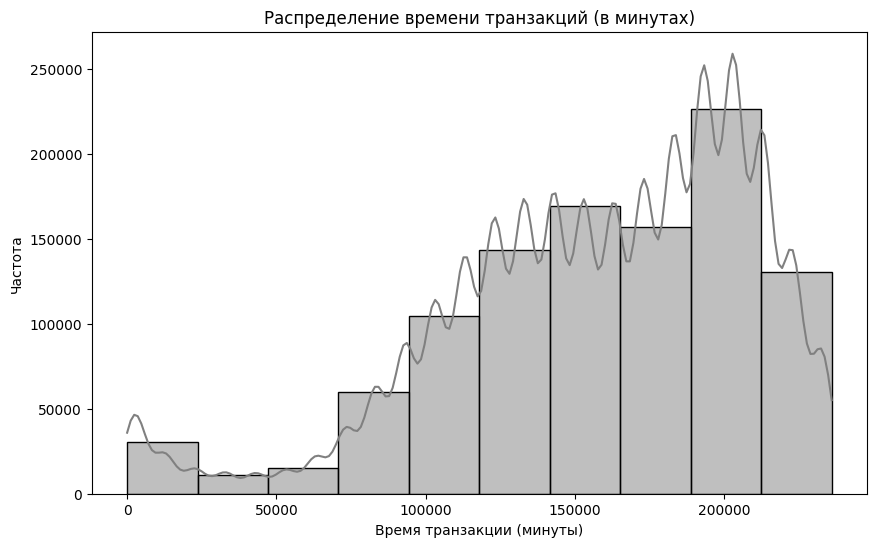 Распределение времени транзакций (в минутах)
Частота
250000
200000
150000
100000
50000
0
0 50000 100000 150000 200000
Время транзакции (минуты)